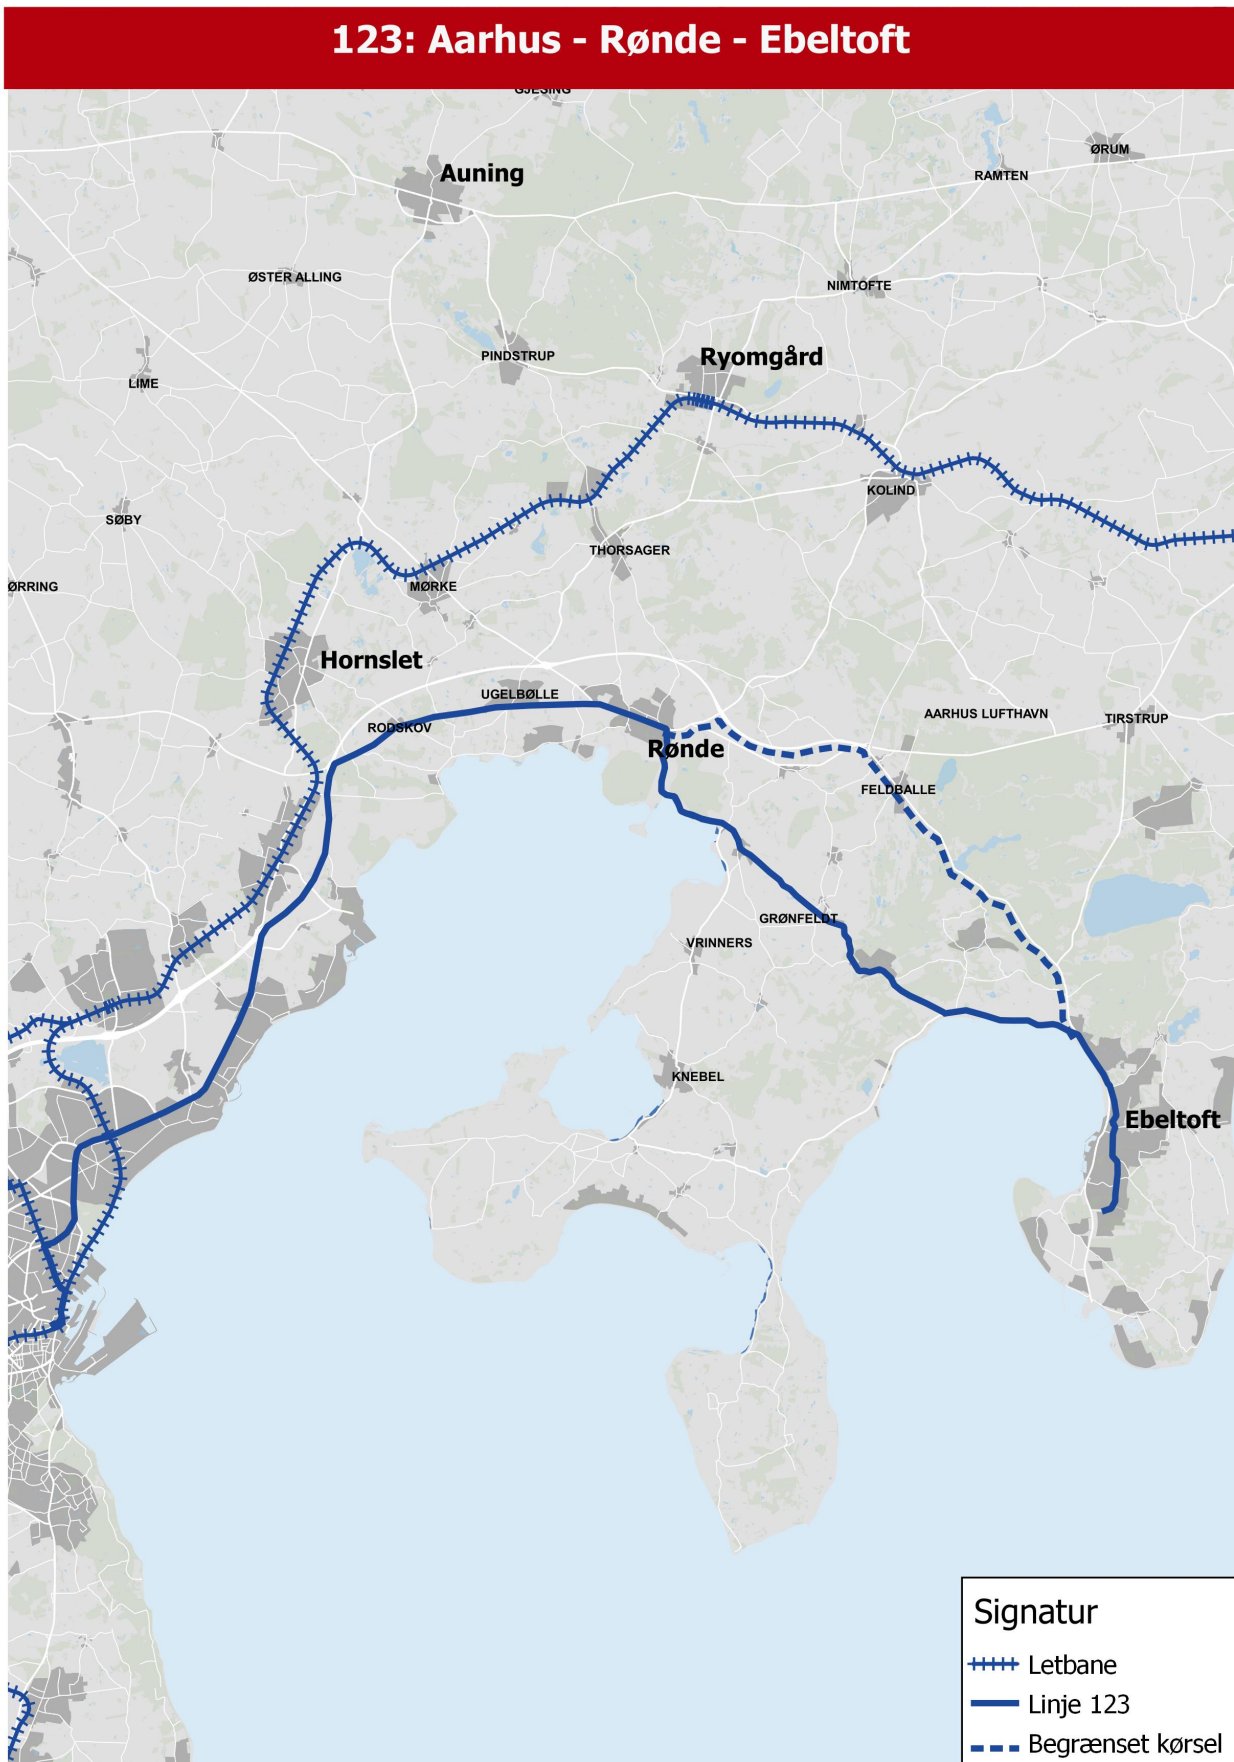 123: Aarhus - Rønde - Ebeltoft
GJESING
ØRUM
Auning
RAMTEN
ØSTER ALLING
NIMTOFTE
PINDSTRUP
Ryomgård
LIME
KOLIND
SØBY
THORSAGER
ØRRING
MØRKE
Hornslet
UGELBØLLE
AARHUS LUFTHAVN
TIRSTRUP
RODSKOV
Rønde
FELDBALLE
GRØNFELDT
VRINNERS
KNEBEL
Ebeltoft
Signatur
Letbane
Linje 123
Begrænset kørsel